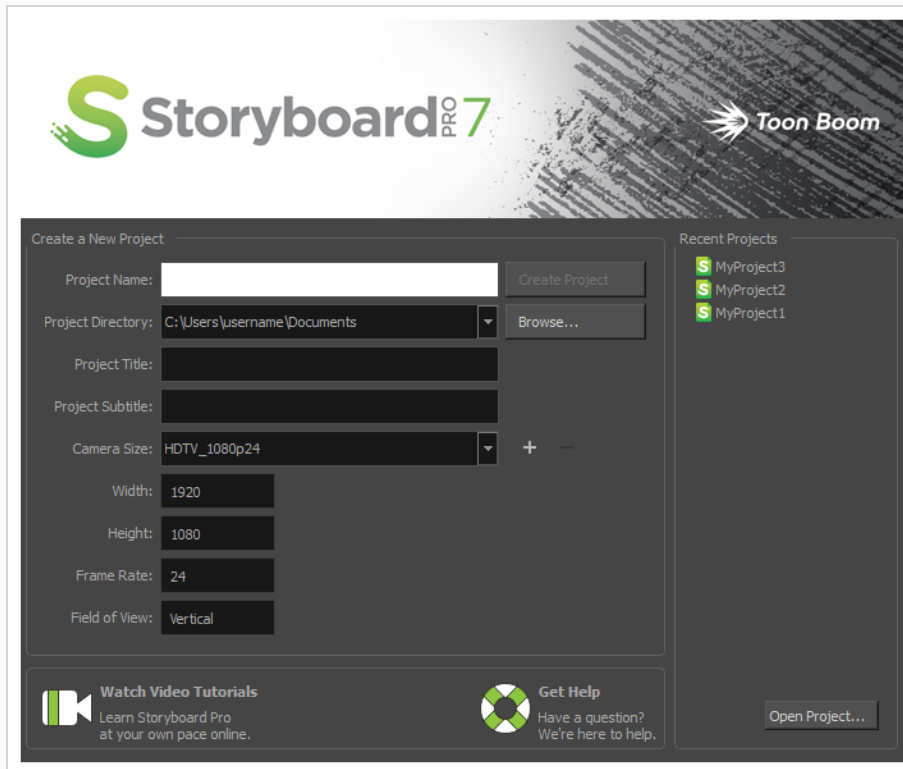 Storyboard PRO 7
Toon Boom
Create a New Project
Project Name:
Create Project
Project Directory: C:\Users\username\Documents
Browse...
Project Title:
Project Subtitle:
Camera Size: HDTV_1080p24
Width: 1920
Height: 1080
Frame Rate: 24
Field of View: Vertical
Recent Projects
MyProject3
MyProject2
MyProject1
Watch Video Tutorials
Learn Storyboard Pro
at your own pace online.
Get Help
Have a question?
We're here to help.
Open Project...